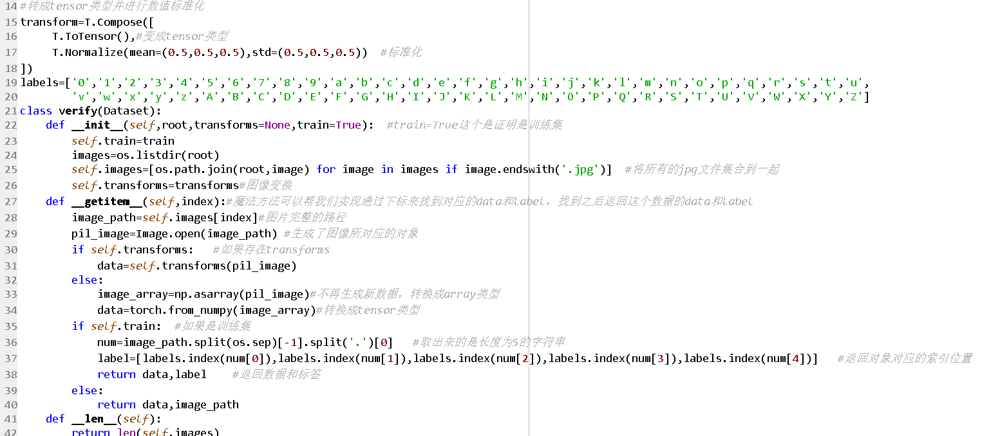 14 #转成tensor类型并进行数值标准化
15 transform=T.Compose([
16      T.ToTensor(),#变成tensor类型
17      T.Normalize(mean=(0.5,0.5,0.5),std=(0.5,0.5,0.5))  #标准化
18 ])
19 labels=['0','1','2','3','4','5','6','7','8','9','a','b','c','d','e','f','g','h','i','j','k','l','m','n','o','p','q','r','s','t','u',
20         'v','w','x','y','z','A','B','C','D','E','F','G','H','I','J','K','L','M','N','O','P','Q','R','S','T','U','V','W','X','Y','Z']
21 class verify(Dataset):
22     def __init__(self,root,transforms=None,train=True):  #train=True这个是证明是训练集
23         self.train=train
24         images=os.listdir(root)
25         self.images=[os.path.join(root,image) for image in images if image.endswith('.jpg')]  #将所有的jpg文件集合到一起
26         self.transforms=transforms#图像变换
27     def __getitem__(self,index):#魔法方法可以帮我们实现通过下标来找到对应的data和label，找到之后返回这个数据的data和label
28         image_path=self.images[index]#图片完整的路径
29         pil_image=Image.open(image_path) #生成了图像所对应的对象
30         if self.transforms:   #如果存在transforms
31             data=self.transforms(pil_image)
32         else:
33             image_array=np.asarray(pil_image)#不再生成新数据，转换成array类型
34             data=torch.from_numpy(image_array)#转换成tensor类型
35         if self.train:  #如果是训练集
36             num=image_path.split(os.sep)[-1].split('.')[0]   #取出来的是长度为5的字符串
37             label=[labels.index(num[0]),labels.index(num[1]),labels.index(num[2]),labels.index(num[3]),labels.index(num[4])]   #返回对象对应的索引位置
38             return data,label    #返回数据和标签
39         else:
40             return data,image_path
41     def __len__(self):
42         return len(self.images)